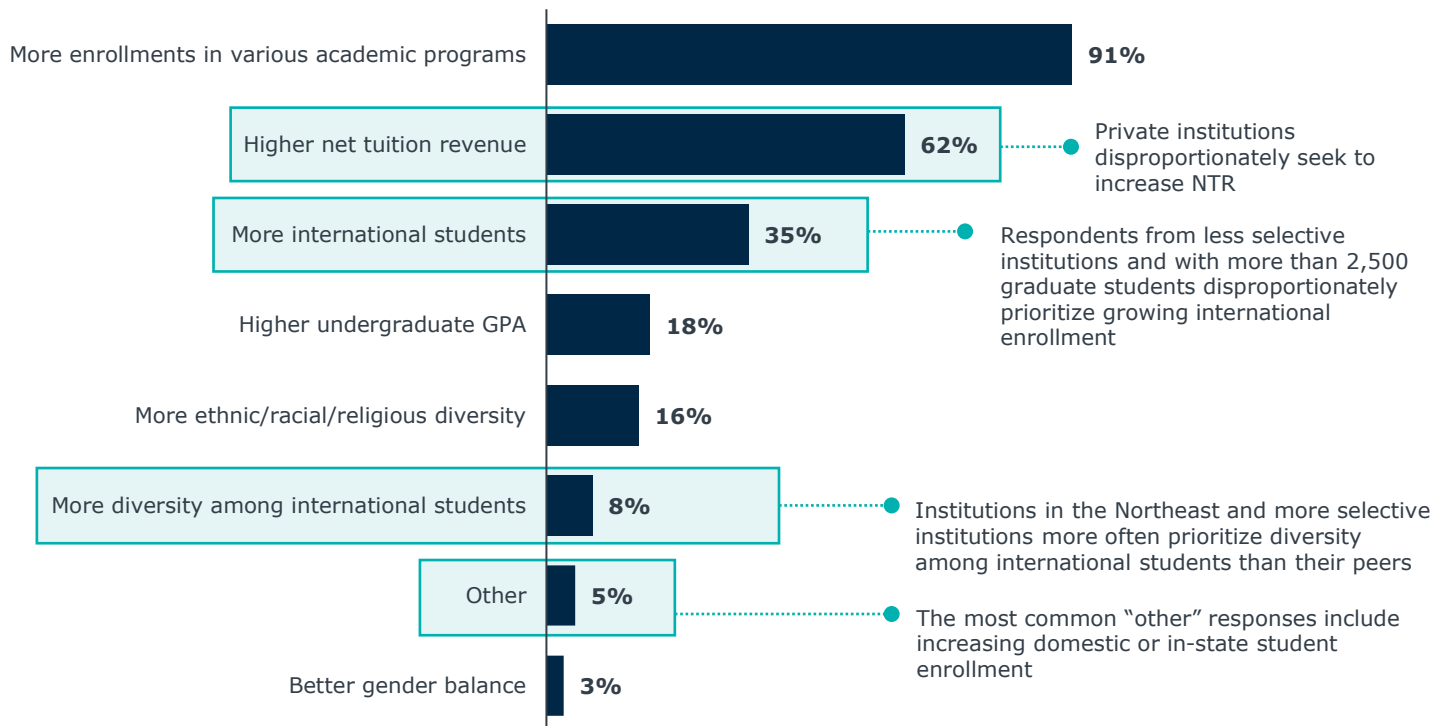 More enrollments in various academic programs
91%
Higher net tuition revenue
62%
Private institutions
disproportionately seek to
increase NTR
More international students
35%
Respondents from less selective
institutions and with more than 2,500
graduate students disproportionately
prioritize growing international
enrollment
Higher undergraduate GPA
18%
More ethnic/racial/religious diversity
16%
More diversity among international students
8%
Institutions in the Northeast and more selective
institutions more often prioritize diversity
among international students than their peers
Other
5%
The most common “other” responses include
increasing domestic or in-state student
enrollment
Better gender balance
3%